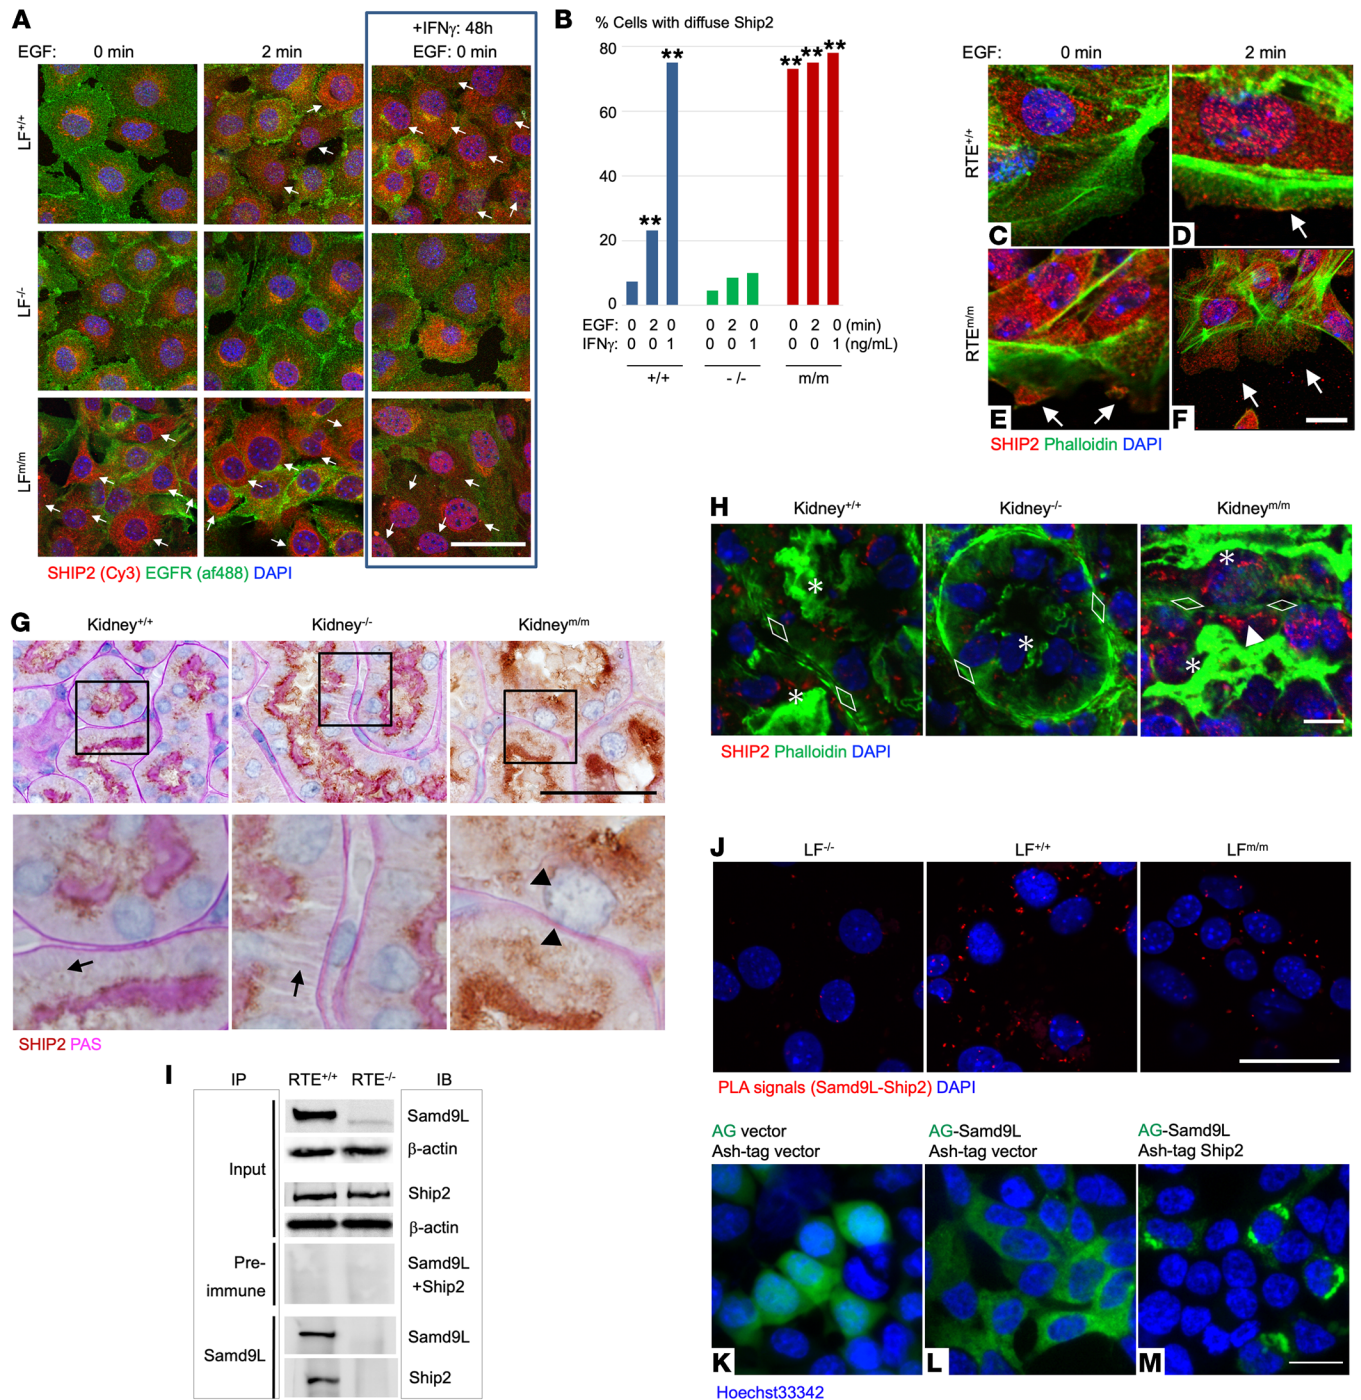 A
EGF:
0 min
2 min
+IFNγ: 48h
EGF: 0 min
LF+/+
LF-/-
LFm/m
SHIP2 (Cy3) EGFR (af488) DAPI
B
% Cells with diffuse Ship2
80
60
40
20
0
**
**
**
**
**
EGF: 0 2 0 0 2 0 0 2 0 (min)
IFNγ: 0 0 1 0 0 1 0 0 1 (ng/mL)
+/+
- /-
m/m
EGF:
0 min
2 min
RTE+/+
RTEm/m
C
D
E
F
SHIP2 Phalloidin DAPI
G
Kidney+/+
Kidney-/-
Kidneym/m
SHIP2 PAS
H
Kidney+/+
Kidney-/-
Kidneym/m
*
*
*
*
*
SHIP2 Phalloidin DAPI
I
IP
RTE+/+
RTE-/-
IB
Input
Samd9L
β-actin
Ship2
β-actin
Pre-
immune
Samd9L
+Ship2
Samd9L
Samd9L
Ship2
J
LF-/-
LF+/+
LFm/m
PLA signals (Samd9L-Ship2) DAPI
AG vector
Ash-tag vector
AG-Samd9L
Ash-tag vector
AG-Samd9L
Ash-tag Ship2
K
L
M
Hoechst33342